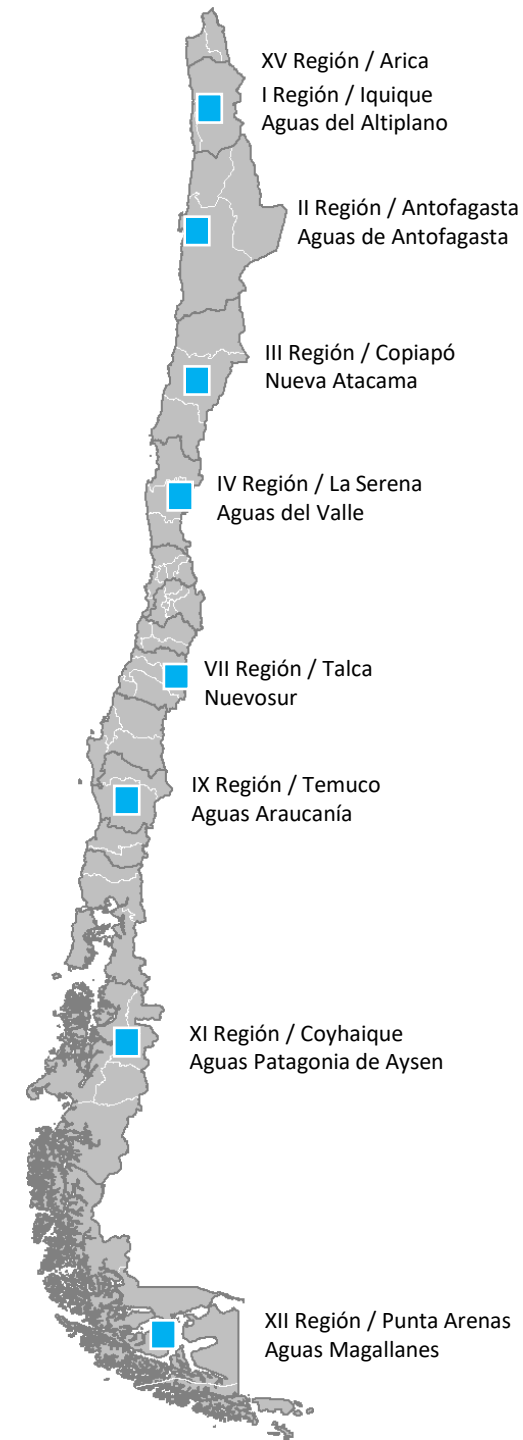 XV Región / Arica
I Región / Iquique
Aguas del Altiplano
II Región / Antofagasta
Aguas de Antofagasta
III Región / Copiapó
Nueva Atacama
IV Región / La Serena
Aguas del Valle
VII Región / Talca
Nuevosur
IX Región / Temuco
Aguas Araucanía
XI Región / Coyhaique
Aguas Patagonia de Aysen
XII Región / Punta Arenas
Aguas Magallanes